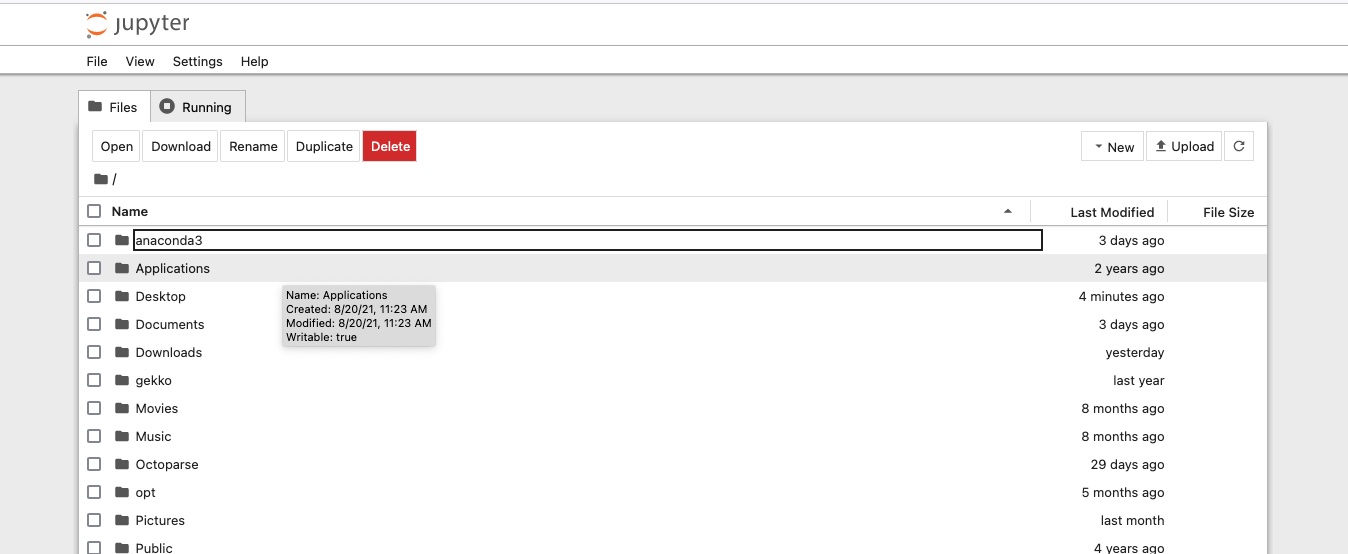 jupyter
File View Settings Help
Files Running
Open Download Rename Duplicate Delete New Upload
/
Name Last Modified File Size
anaconda3 3 days ago
Applications 2 years ago
Desktop 4 minutes ago
Name: Applications
Created: 8/20/21, 11:23 AM
Modified: 8/20/21, 11:23 AM
Writable: true
Documents 3 days ago
Downloads yesterday
gekko last year
Movies 8 months ago
Music 8 months ago
Octoparse 29 days ago
opt 5 months ago
Pictures last month
Public 4 years ago